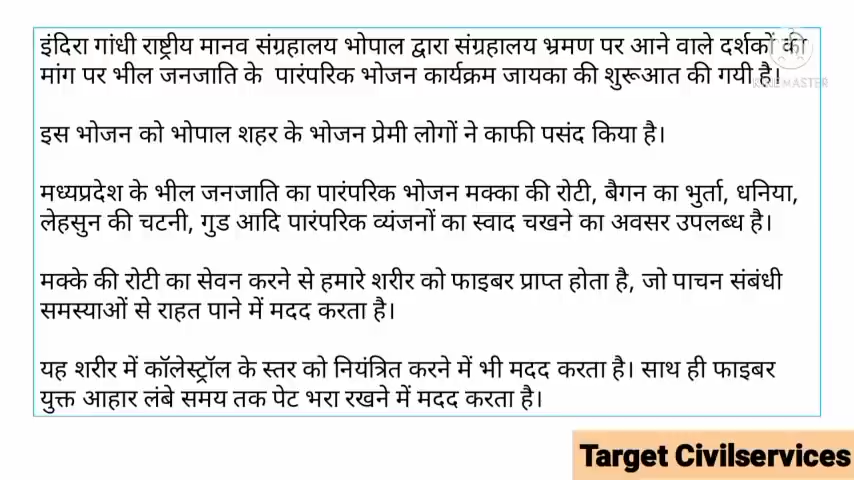 इंदिरा गांधी राष्ट्रीय मानव संग्रहालय भोपाल द्वारा संग्रहालय भ्रमण पर आने वाले दर्शकों की
मांग पर भील जनजाति के पारंपरिक भोजन कार्यक्रम जायका की शुरूआत की गयी है।
इस भोजन को भोपाल शहर के भोजन प्रेमी लोगों ने काफी पसंद किया है।
मध्यप्रदेश के भील जनजाति का पारंपरिक भोजन मक्का की रोटी, बैगन का भुर्ता, धनिया,
लेहसुन की चटनी, गुड आदि पारंपरिक व्यंजनों का स्वाद चखने का अवसर उपलब्ध है।
मक्के की रोटी का सेवन करने से हमारे शरीर को फाइबर प्राप्त होता है, जो पाचन संबंधी
समस्याओं से राहत पाने में मदद करता है।
यह शरीर में कॉलेस्ट्रॉल के स्तर को नियंत्रित करने में भी मदद करता है। साथ ही फाइबर
युक्त आहार लंबे समय तक पेट भरा रखने में मदद करता है।
Target Civilservices